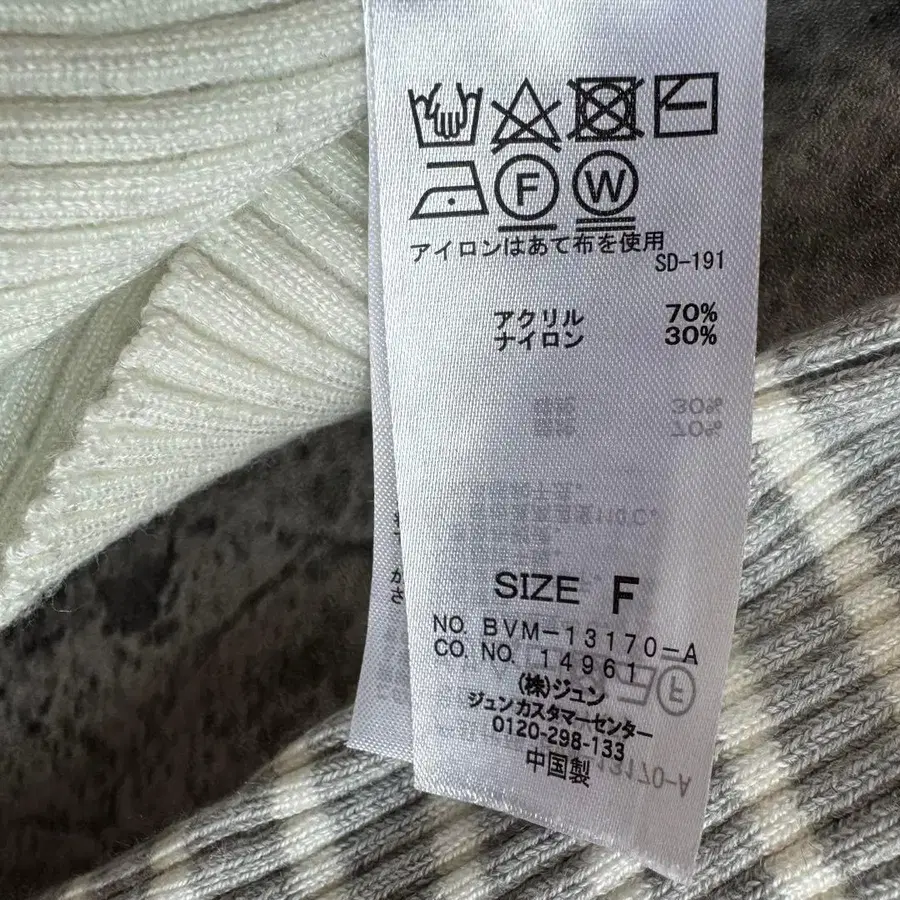 F W
アイロンはあて布を使用
SD-191
アクリル 70%
ナイロン 30%
SIZE F
NO. BVM-13170-A
CO. NO. 14961
(株)ジュン
ジュンカスタマーセンター
0120-298-133
中国製